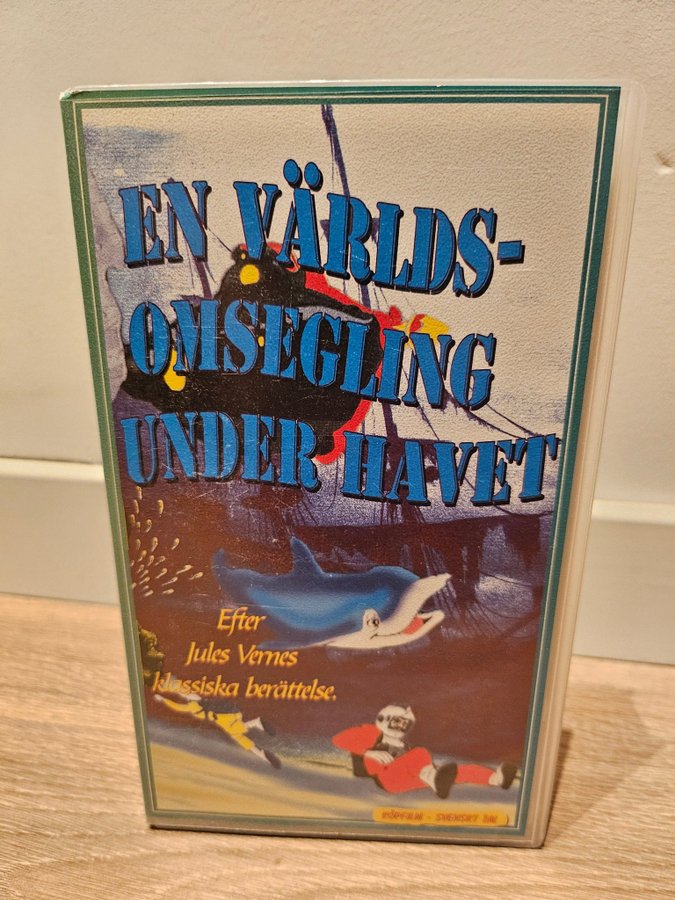 EN VÄRLDS-
OMSEGLING
UNDER HAVET
Efter
Jules Vernes
klassiska berättelse.
KÖPFILM - SVENSKT TAL